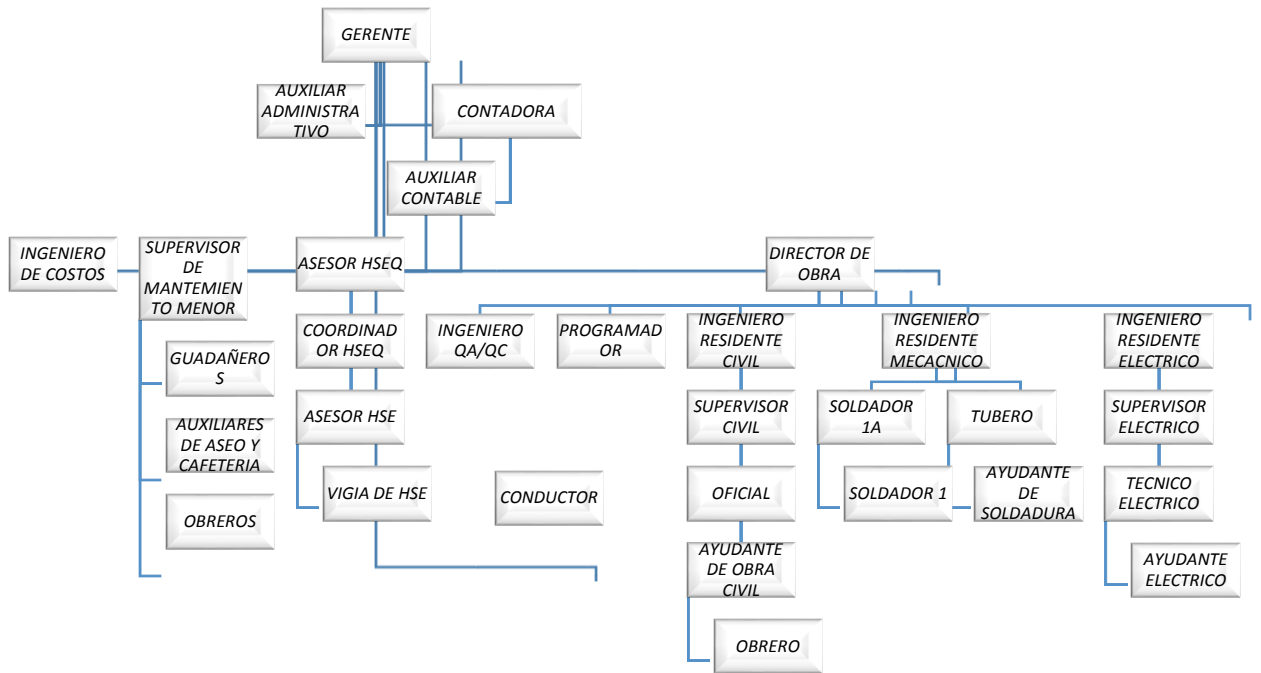 GERENTE
AUXILIAR
ADMINISTRA
TIVO
CONTADORA
AUXILIAR
CONTABLE
INGENIERO
DE COSTOS
SUPERVISOR
DE
MANTEMIEN
TO MENOR
ASESOR HSEQ
DIRECTOR DE
OBRA
COORDINAD
OR HSEQ
INGENIERO
QA/QC
PROGRAMAD
OR
INGENIERO
RESIDENTE
CIVIL
INGENIERO
RESIDENTE
MECACNICO
INGENIERO
RESIDENTE
ELECTRICO
GUADAÑERO
S
ASESOR HSE
SUPERVISOR
CIVIL
SOLDADOR
1A
TUBERO
SUPERVISOR
ELECTRICO
AUXILIARES
DE ASEO Y
CAFETERIA
VIGIA DE HSE
CONDUCTOR
OFICIAL
SOLDADOR 1
AYUDANTE
DE
SOLDADURA
TECNICO
ELECTRICO
OBREROS
AYUDANTE
DE OBRA
CIVIL
AYUDANTE
ELECTRICO
OBRERO